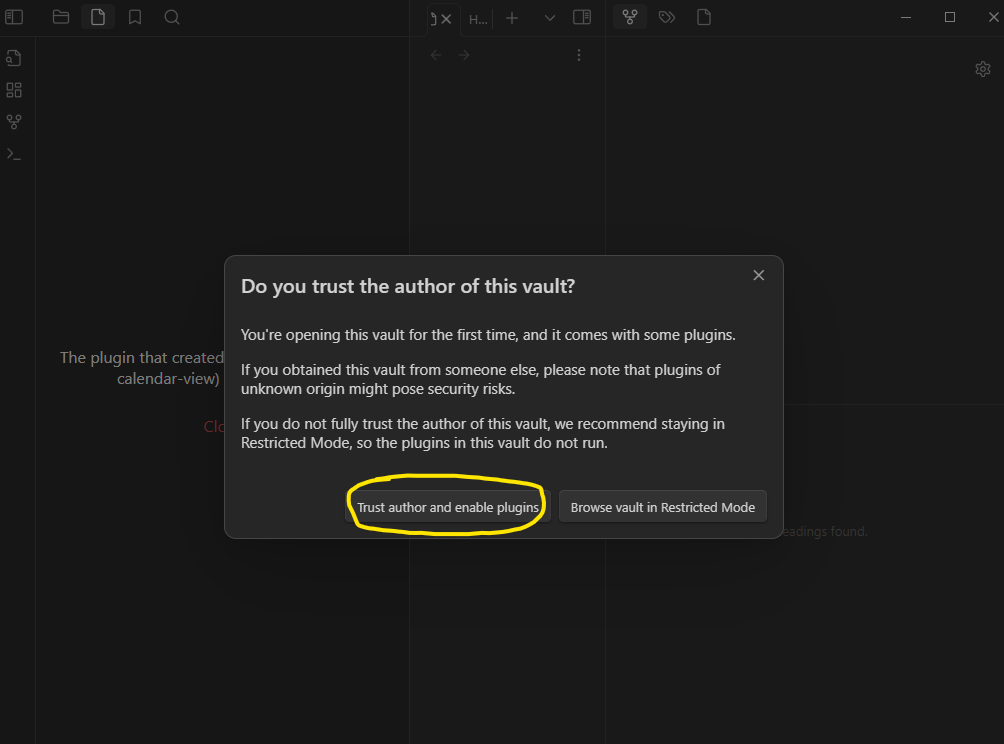 H...
Do you trust the author of this vault?
You're opening this vault for the first time, and it comes with some plugins.
If you obtained this vault from someone else, please note that plugins of
unknown origin might pose security risks.
If you do not fully trust the author of this vault, we recommend staying in
Restricted Mode, so the plugins in this vault do not run.
Trust author and enable plugins
Browse vault in Restricted Mode
The plugin that created
calendar-view)
Clo
eadings found.